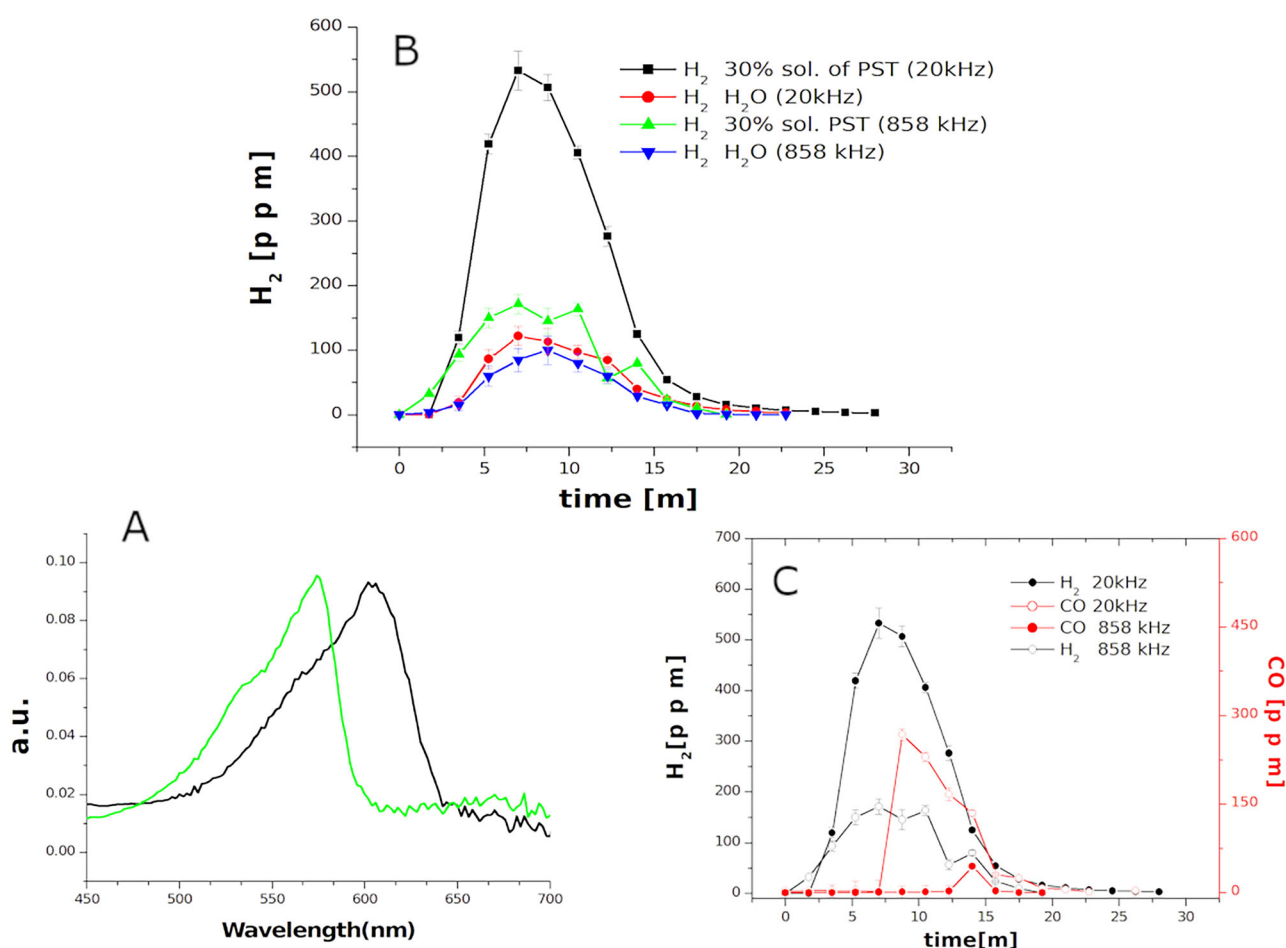 B
600
500
400
300
200
100
0
H2 [p p m]
H2 30% sol. of PST (20kHz)
H2 H2O (20kHz)
H2 30% sol. PST (858 kHz)
H2 H2O (858 kHz)
0 5 10 15 20 25 30
time [m]
A
0.10
0.08
0.06
0.04
0.02
0.00
a.u.
450 500 550 600 650 700
Wavelength(nm)
C
700
600
500
400
300
200
100
0
H2[p p m]
H2 20kHz
CO 20kHz
CO 858 kHz
H2 858 kHz
600
450
300
150
0
CO [p p m]
0 5 10 15 20 25 30
time[m]